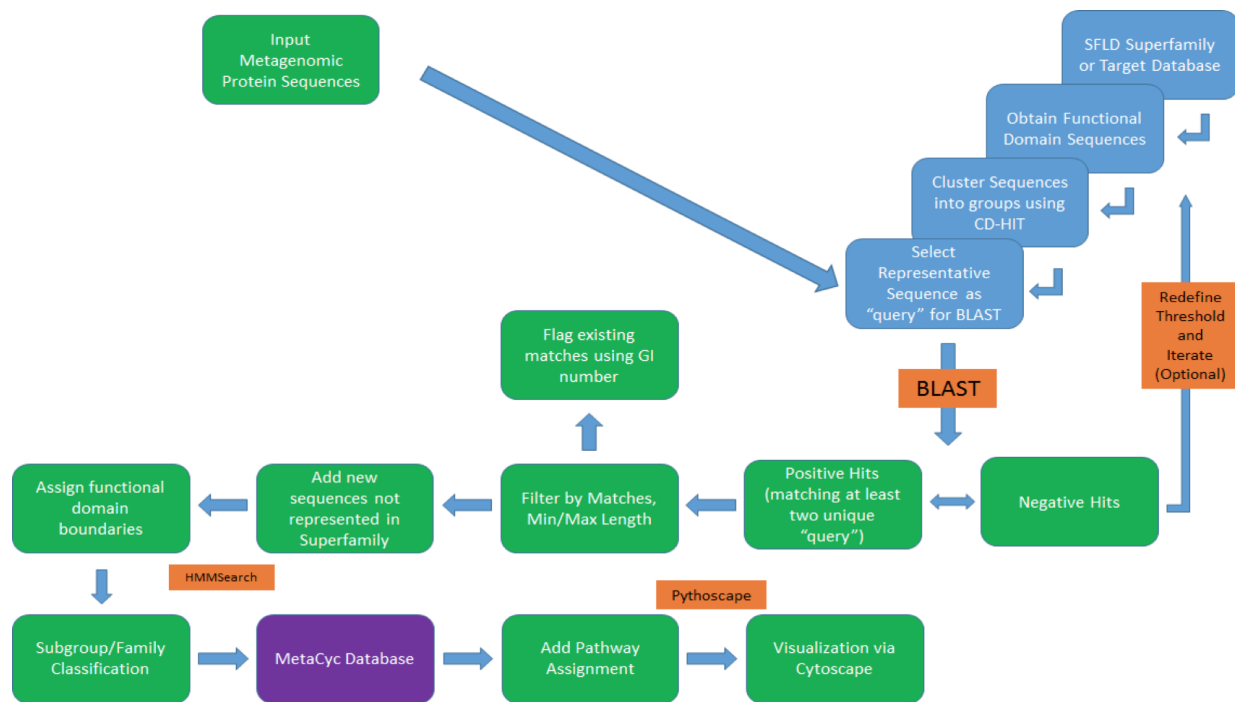 Input
Metagenomic
Protein Sequences
SFLD Superfamily
or Target Database
Obtain Functional
Domain Sequences
Cluster Sequences
into groups using
CD-HIT
Select
Representative
Sequence as
“query” for BLAST
Redefine
Threshold
and
Iterate
(Optional)
BLAST
Flag existing
matches using GI
number
Assign functional
domain
boundaries
Add new
sequences not
represented in
Superfamily
Filter by Matches,
Min/Max Length
Positive Hits
(matching at least
two unique
“query”)
Negative Hits
HMMSearch
Pythoscape
Subgroup/Family
Classification
MetaCyc Database
Add Pathway
Assignment
Visualization via
Cytoscape